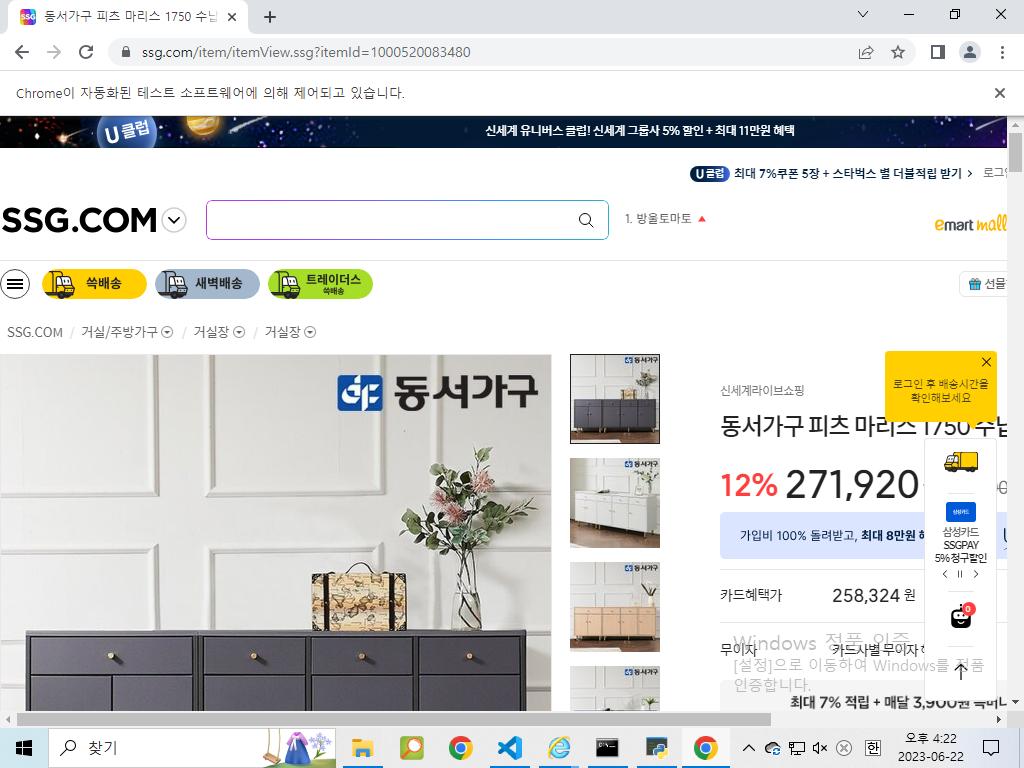 동서가구 피츠 마리스 1750 수납
ssg.com/item/itemView.ssg?itemId=1000520083480
Chrome이 자동화된 테스트 소프트웨어에 의해 제어되고 있습니다.
U 클럽
신세계 유니버스 클럽! 신세계 그룹사 5% 할인 + 최대 11만원 혜택
U 클럽 최대 7%쿠폰 5장 + 스타벅스 별 더블적립 받기 > 로그인
SSG.COM
1. 방울토마토 ▲
emart mall
쓱배송
새벽배송
트레이더스
쓱배송
선물
SSG.COM / 거실/주방가구 / 거실장 / 거실장
동서가구
로그인 후 배송시간을
확인해보세요
신세계라이브쇼핑
동서가구 피츠 마리스 1750 수납
12% 271,920
가입비 100% 돌려받고, 최대 8만원
삼성카드
삼성카드
SSGPAY
5% 청구할인
카드혜택가 258,324 원
0
무이자 카드사별 무이자
Windows 정품 인증
[설정]으로 이동하여 Windows를 정품
인증합니다.
최대 7% 적립 + 매달 3,900원
찾기
한
오후 4:22
2023-06-22